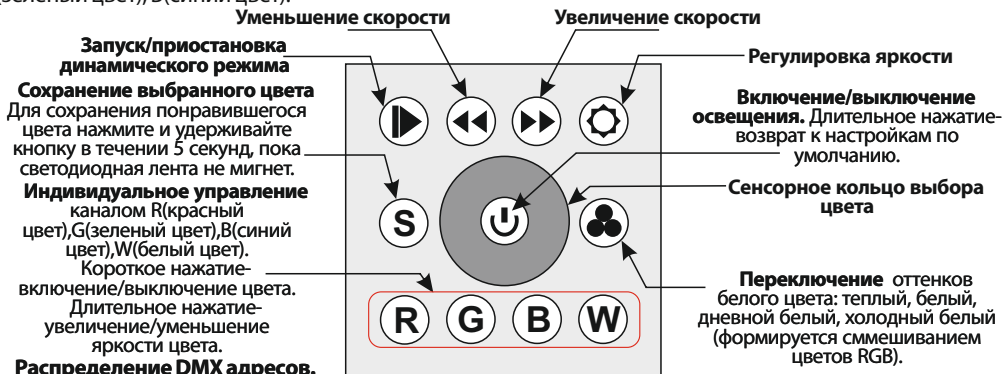 (зеленый цвет), B(синий цвет).
Уменьшение скорости
Увеличение скорости
Запуск/приостановка
динамического режима
Регулировка яркости
Сохранение выбранного цвета
Для сохранения понравившегося
цвета нажмите и удерживайте
кнопку в течении 5 секунд, пока
светодиодная лента не мигнет.
Включение/выключение
освещения. Длительное нажатие-
возврат к настройкам по
умолчанию.
Сенсорное кольцо выбора
цвета
Индивидуальное управление
каналом R(красный
цвет),G(зеленый цвет),B(синий
цвет),W(белый цвет).
Короткое нажатие-
включение/выключение цвета.
Длительное нажатие-
увеличение/уменьшение
яркости цвета.
S
R G B W
Переключение оттенков
белого цвета: теплый, белый,
дневной белый, холодный белый
(формируется сммешиванием
цветов RGB).
Распределение DMX адресов.